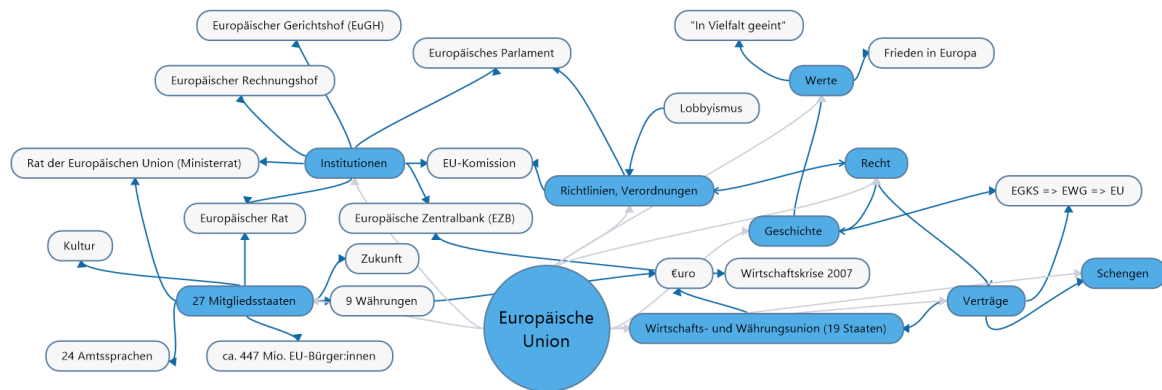 Europäischer Gerichtshof (EuGH)
"In Vielfalt geeint"
Europäisches Parlament
Frieden in Europa
Europäischer Rechnungshof
Werte
Lobbyismus
Rat der Europäischen Union (Ministerrat)
Institutionen
EU-Komission
Recht
Richtlinien, Verordnungen
EGKS => EWG => EU
Europäischer Rat
Europäische Zentralbank (EZB)
Geschichte
Kultur
Zukunft
€uro
Wirtschaftskrise 2007
Schengen
27 Mitgliedsstaaten
9 Währungen
Verträge
Europäische
Union
Wirtschafts- und Währungsunion (19 Staaten)
24 Amtssprachen
ca. 447 Mio. EU-Bürger:innen